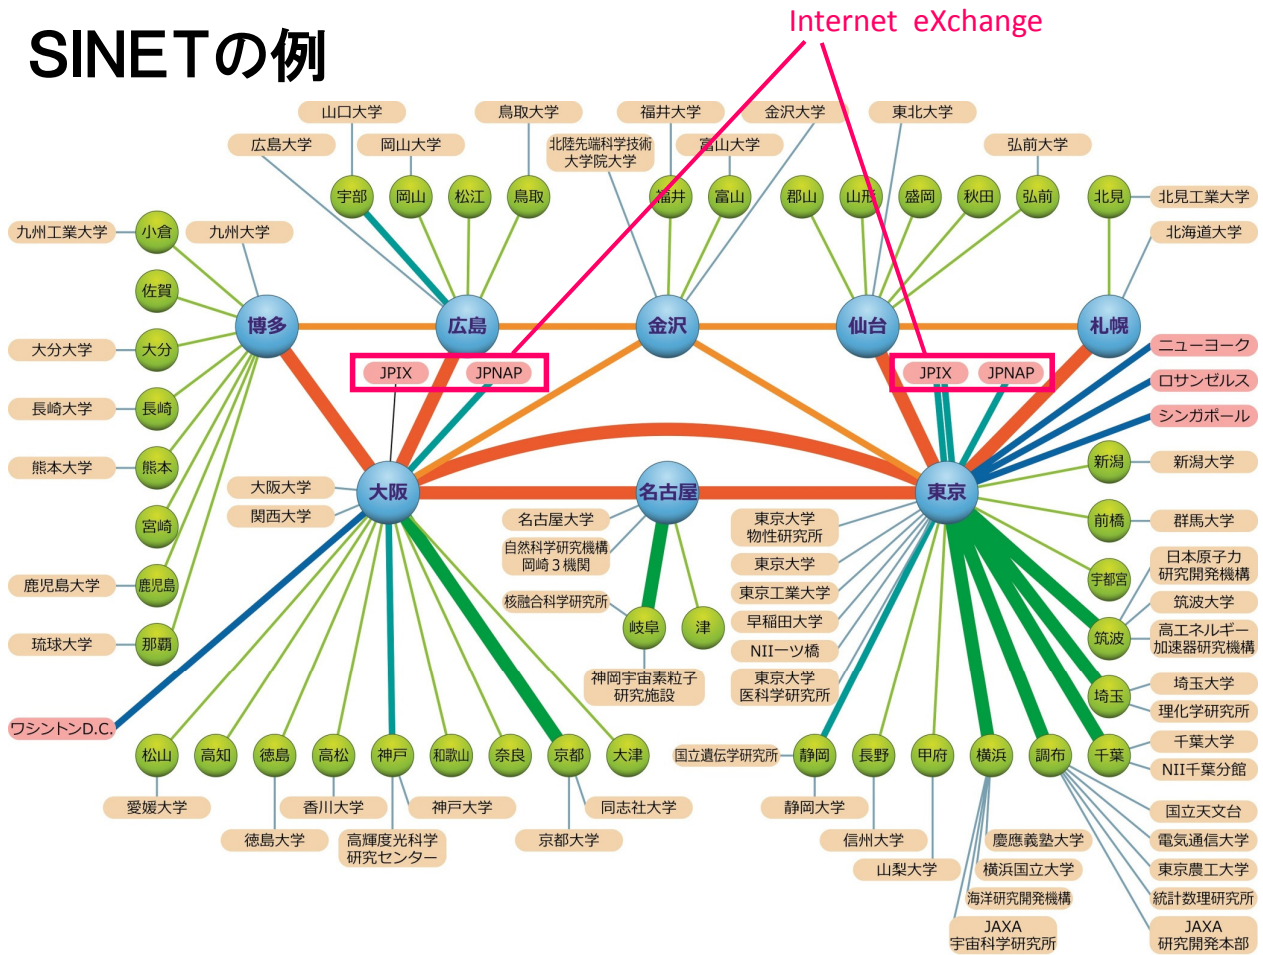 Internet eXchange
SINETの例
山口大学
鳥取大学
福井大学
金沢大学
東北大学
広島大学
岡山大学
北陸先端科学技術
大学院大学
富山大学
弘前大学
宇部
岡山
松江
鳥取
福井
富山
郡山
山形
盛岡
秋田
弘前
北見
北見工業大学
九州工業大学
小倉
九州大学
北海道大学
佐賀
博多
広島
金沢
仙台
札幌
大分大学
大分
ニューヨーク
JPIX
JPNAP
JPIX
JPNAP
ロサンゼルス
長崎大学
長崎
シンガポール
熊本大学
熊本
新潟
新潟大学
大阪大学
大阪
名古屋
東京
関西大学
宮崎
名古屋大学
東京大学
物性研究所
前橋
群馬大学
自然科学研究機構
岡崎3機関
東京大学
日本原子力
研究開発機構
鹿児島大学
鹿児島
宇都宮
核融合科学研究所
東京工業大学
筑波大学
岐阜
津
早稲田大学
琉球大学
那覇
NII一ツ橋
筑波
高エネルギー
加速器研究機構
神岡宇宙素粒子
研究施設
東京大学
医科学研究所
埼玉
埼玉大学
理化学研究所
ワシントンD.C.
松山
高知
徳島
高松
神戸
和歌山
奈良
京都
大津
国立遺伝学研究所
静岡
長野
甲府
横浜
調布
千葉
千葉大学
NII千葉分館
愛媛大学
香川大学
神戸大学
同志社大学
静岡大学
国立天文台
徳島大学
高輝度光科学
研究センター
京都大学
信州大学
慶應義塾大学
電気通信大学
山梨大学
横浜国立大学
東京農工大学
海洋研究開発機構
統計数理研究所
JAXA
宇宙科学研究所
JAXA
研究開発本部